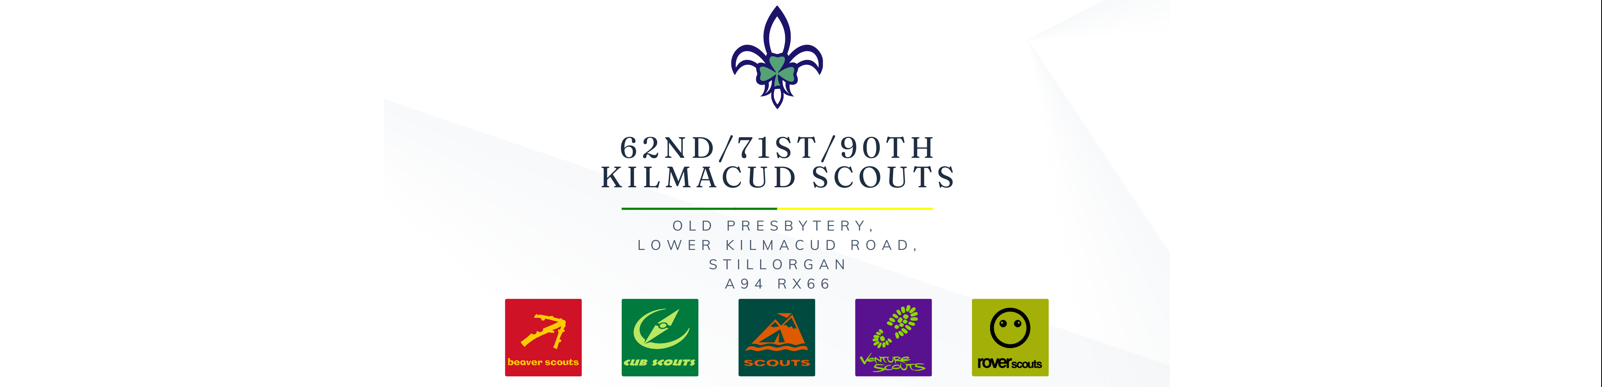 62ND/71ST/90TH
KILMACUD SCOUTS
OLD PRESBYTERY,
LOWER KILMACUD ROAD,
STILLORGAN
A94 RX66
beaver scouts
CUB SCOUTS
SCOUTS
VENTURE
SCOUTS
roverscouts